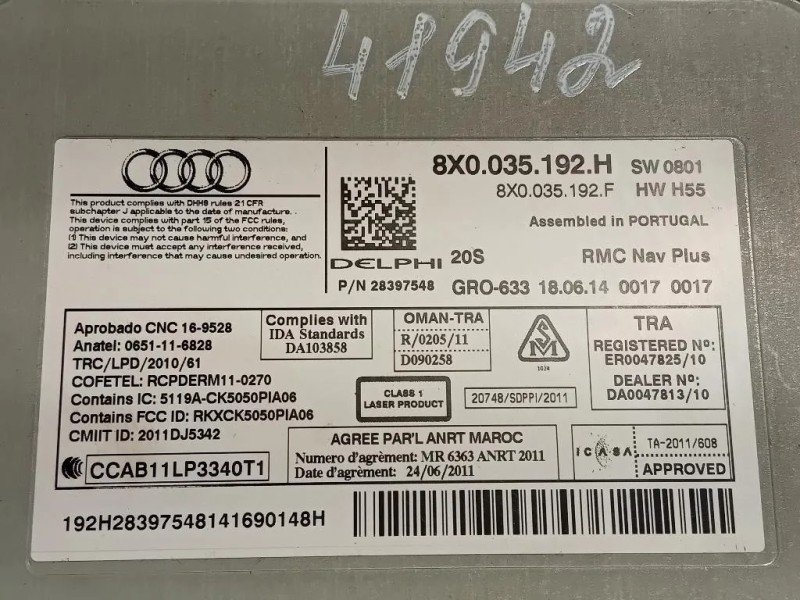 41942
8X0.035.192.H SW 0801
8X0.035.192.F HW H55
Assembled in PORTUGAL
This product complies with DHHS rules 21 CFR
subchapter J applicable to the date of manufacture.
This device complies with part 15 of the FCC rules,
operation is subject to the following two conditions:
(1) This device may not cause harmful interference, and
(2) This device must accept any interference received,
including interference that may cause undesired operation.
DELPHI 20S RMC Nav Plus
P/N 28397548 GRO-633 18.06.14 0017 0017
Aprobado CNC 16-9528
Anatel: 0651-11-6828
TRC/LPD/2010/61
COFETEL: RCPDERM11-0270
Contains IC: 5119A-CK5050PIA06
Contains FCC ID: RKXCK5050PIA06
CMIIT ID: 2011DJ5342
CCAB11LP3340T1
Complies with
IDA Standards
DA103858
OMAN-TRA
R/0205/11
D090258
CLASS 1
LASER PRODUCT
20748/SDPPI/2011
TRA
REGISTERED No:
ER0047825/10
DEALER No:
DA0047813/10
AGREE PAR'L ANRT MAROC
Numero d'agrément: MR 6363 ANRT 2011
Date d'agrément: 24/06/2011
ICASA
TA-2011/608
APPROVED
192H28397548141690148H